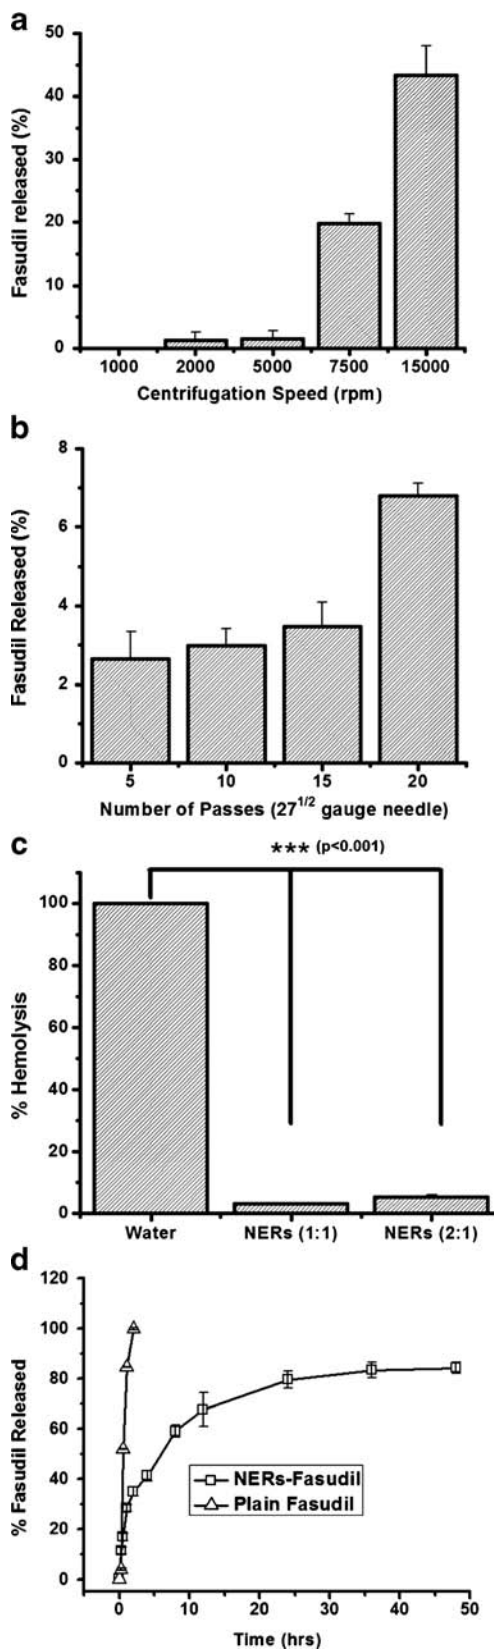 a
Fasudil released (%)
50
40
30
20
10
0
1000 2000 5000 7500 15000
Centrifugation Speed (rpm)
b
Fasudil Released (%)
8
6
4
2
0
5 10 15 20
Number of Passes (27^1/2 gauge needle)
c
*** (p<0.001)
% Hemolysis
100
80
60
40
20
0
Water NERs (1:1) NERs (2:1)
d
% Fasudil Released
120
100
80
60
40
20
0
NERs-Fasudil
Plain Fasudil
0 10 20 30 40 50
Time (hrs)